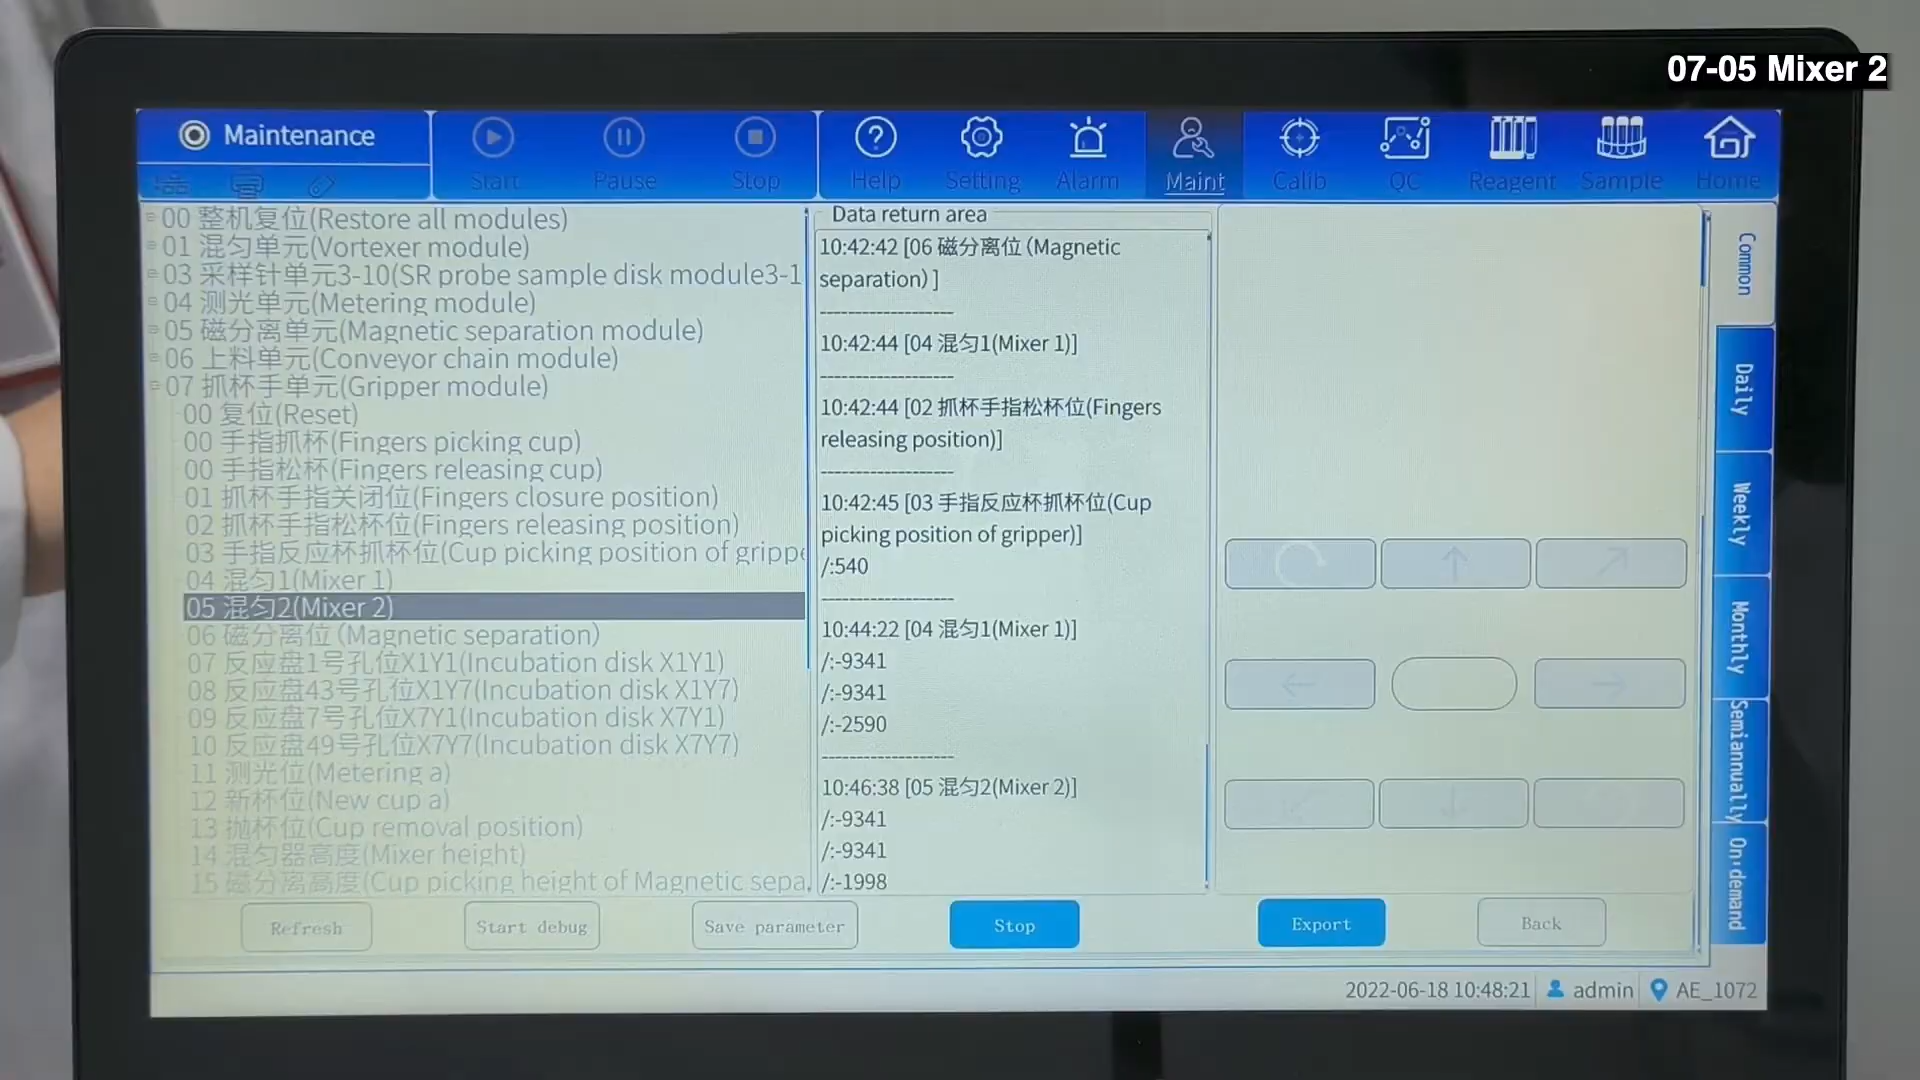 07-05 Mixer 2
Maintenance
Start
Pause
Stop
Help
Setting
Alarm
Maint
Calib
QC
Reagent
Sample
Home
00 整机复位(Restore all modules)
01 混匀单元(Vortexer module)
03 采样针单元3-10(SR probe sample disk module3-1
04 测光单元(Metering module)
05 磁分离单元(Magnetic separation module)
06 上料单元(Conveyor chain module)
07 抓杯手单元(Gripper module)
00 复位(Reset)
00 手指抓杯(Fingers picking cup)
00 手指松杯(Fingers releasing cup)
01 抓杯手指关闭位(Fingers closure position)
02 抓杯手指松杯位(Fingers releasing position)
03 手指反应杯抓杯位(Cup picking position of grippe
04 混匀1(Mixer 1)
05 混匀2(Mixer 2)
06 磁分离位(Magnetic separation)
07 反应盘1号孔位X1Y1(Incubation disk X1Y1)
08 反应盘43号孔位X1Y7(Incubation disk X1Y7)
09 反应盘7号孔位X7Y1(Incubation disk X7Y1)
10 反应盘49号孔位X7Y7(Incubation disk X7Y7)
11 测光位(Metering a)
12 新杯位(New cup a)
13 抛杯位(Cup removal position)
14 混匀器高度(Mixer height)
15 磁分离高度(Cup picking height of Magnetic sepa
Data return area
10:42:42 [06 磁分离位(Magnetic
separation)]
-------------------
10:42:44 [04 混匀1(Mixer 1)]
-------------------
10:42:44 [02 抓杯手指松杯位(Fingers
releasing position)]
-------------------
10:42:45 [03 手指反应杯抓杯位(Cup
picking position of gripper)]
/:540
-------------------
10:44:22 [04 混匀1(Mixer 1)]
/:-9341
/:-9341
/:-2590
-------------------
10:46:38 [05 混匀2(Mixer 2)]
/:-9341
/:-9341
/:-1998
Common
Daily
Weekly
Monthly
Semiannually
On-demand
Refresh
Start debug
Save parameter
Stop
Export
Back
2022-06-18 10:48:21
admin
AE_1072